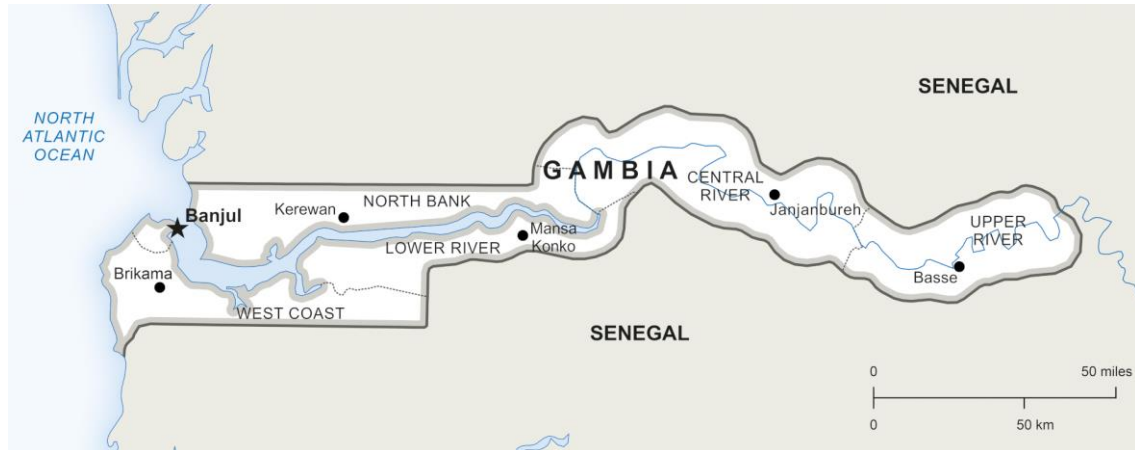 SENEGAL
NORTH
ATLANTIC
OCEAN
GAMBIA
CENTRAL
RIVER
NORTH BANK
Kerewan
Janjanbureh
Banjul
UPPER
RIVER
Mansa
Konko
LOWER RIVER
Brikama
Basse
WEST COAST
SENEGAL
0 50 miles
0 50 km